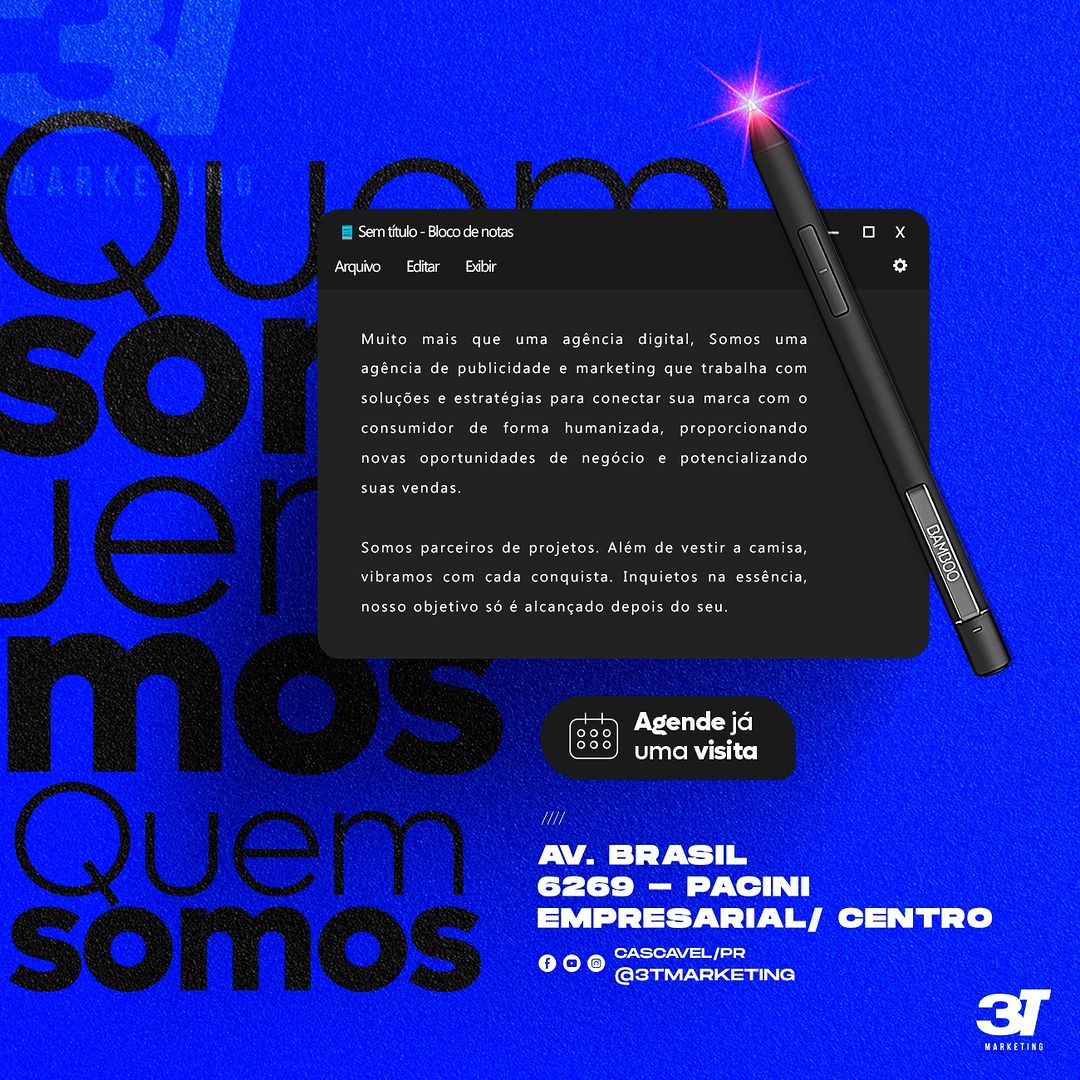 3T
MARKETING
Quem
somos
uem
mos
Quem
somos
Sem título - Bloco de notas
X
Arquivo Editar Exibir
Muito mais que uma agência digital, Somos uma
agência de publicidade e marketing que trabalha com
soluções e estratégias para conectar sua marca com o
consumidor de forma humanizada, proporcionando
novas oportunidades de negócio e potencializando
suas vendas.
Somos parceiros de projetos. Além de vestir a camisa,
vibramos com cada conquista. Inquietos na essência,
nosso objetivo só é alcançado depois do seu.
BAMBOO
Agende já
uma visita
////
AV. BRASIL
6269 – PACINI
EMPRESARIAL/ CENTRO
CASCAVEL/PR
@3TMARKETING
3T
MARKETING